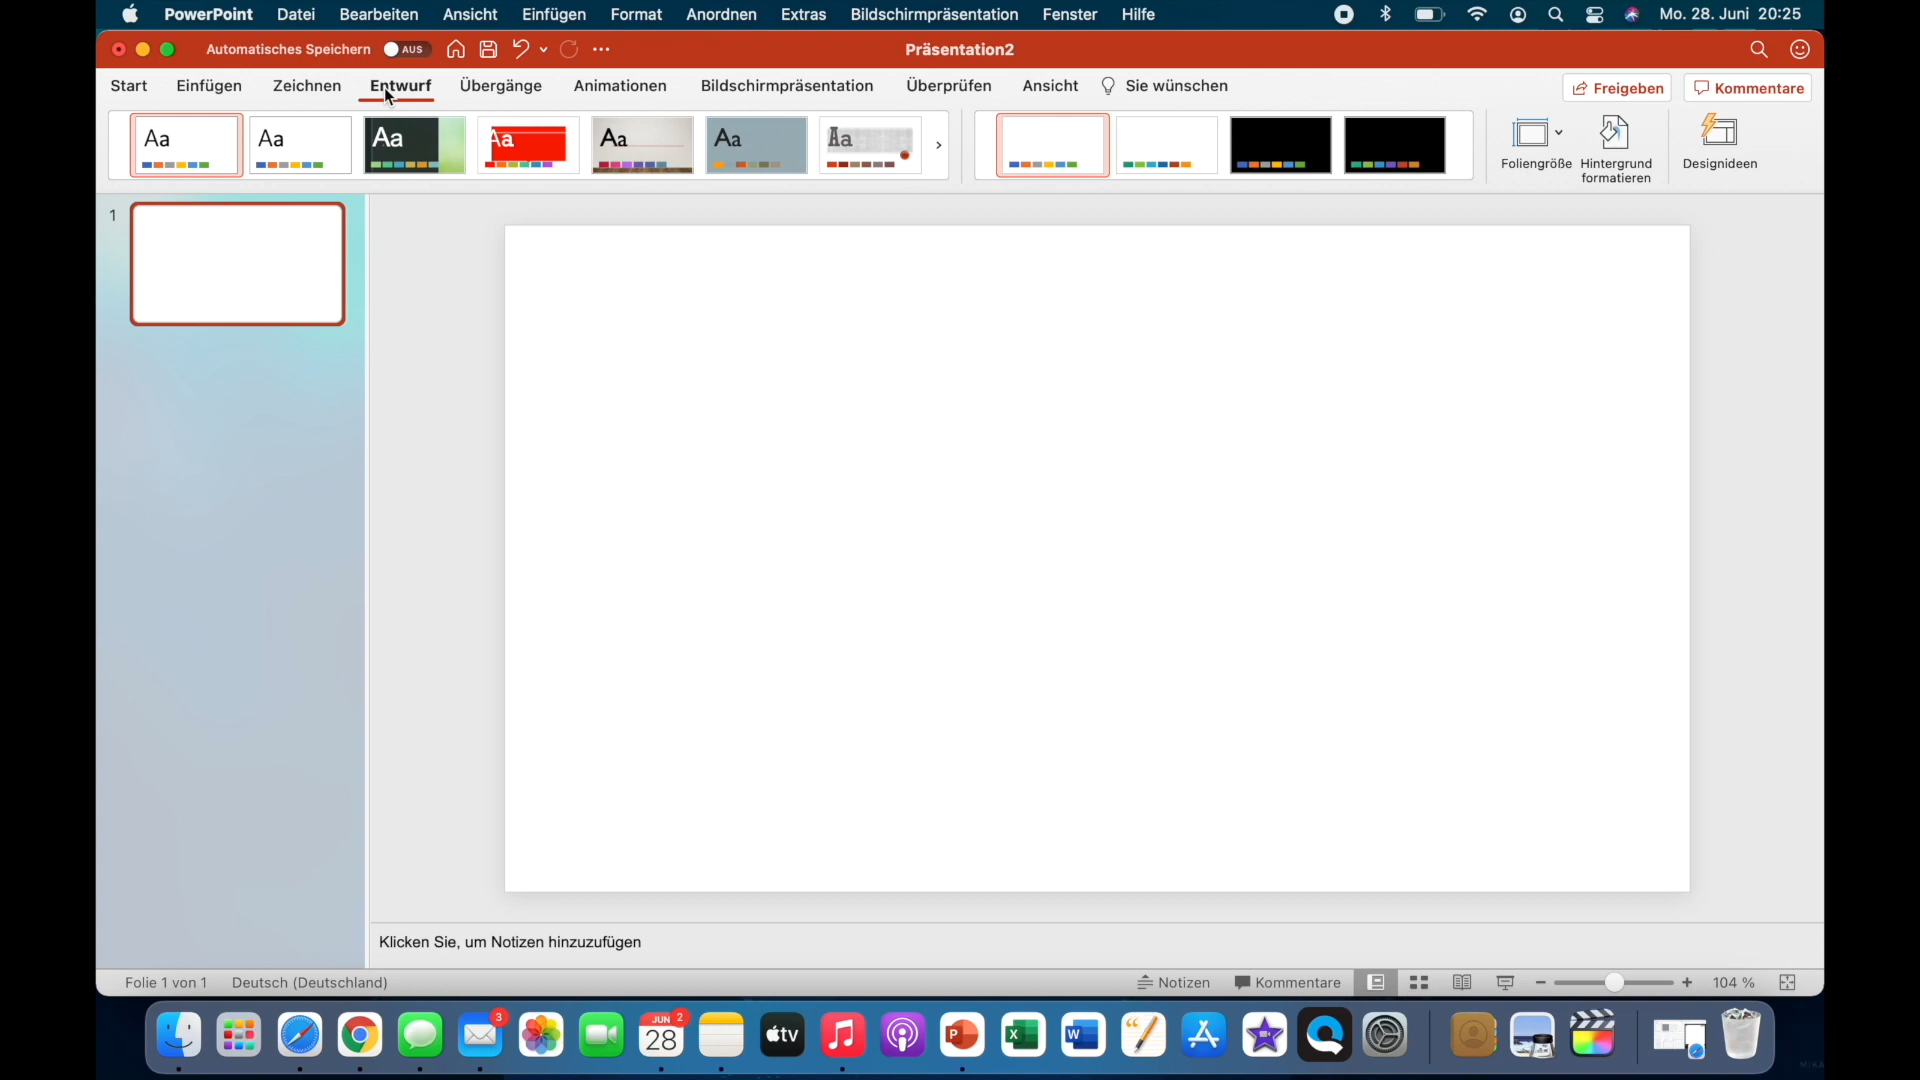 PowerPoint Datei Bearbeiten Ansicht Einfügen Format Anordnen Extras Bildschirmpräsentation Fenster Hilfe Mo. 28. Juni 20:25
Automatisches Speichern AUS Präsentation2
Start Einfügen Zeichnen Entwurf Übergänge Animationen Bildschirmpräsentation Überprüfen Ansicht Sie wünschen Freigeben Kommentare
Aa Aa Aa Aa Aa Aa Aa
Foliengröße Hintergrund formatieren Designideen
1
Klicken Sie, um Notizen hinzuzufügen
Folie 1 von 1 Deutsch (Deutschland) Notizen Kommentare 104 %
3 JUN 2 28 tv P X W